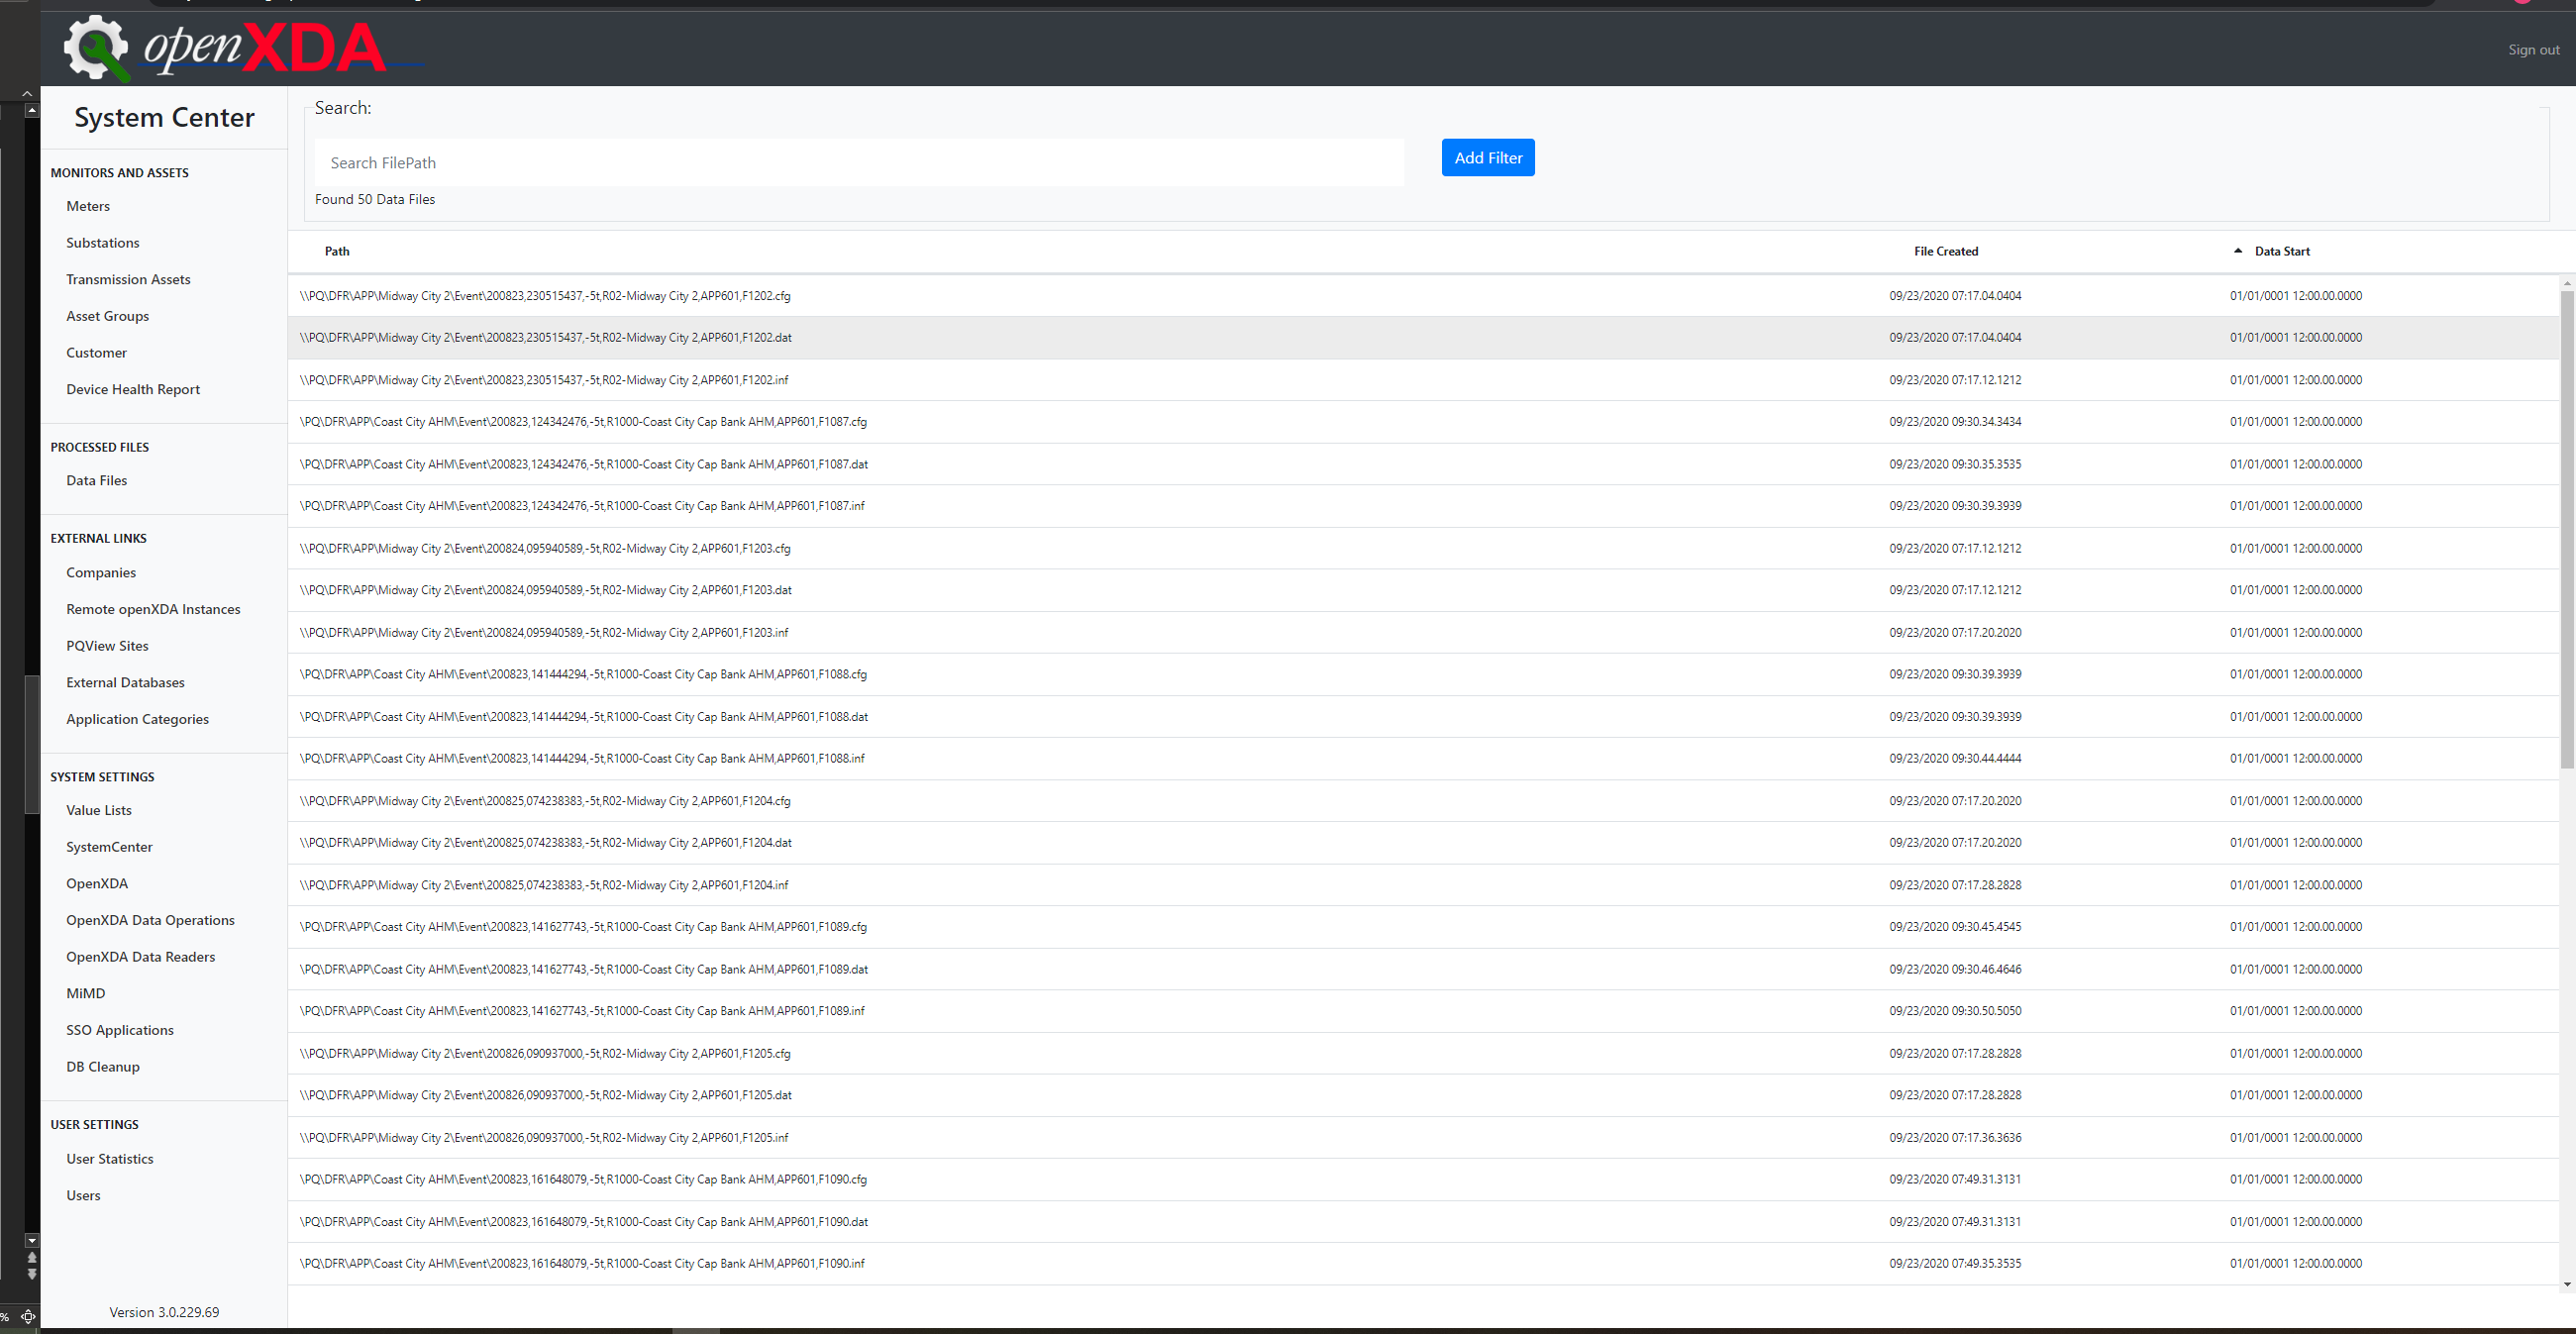 openXDA
Sign out
System Center
MONITORS AND ASSETS
Meters
Substations
Transmission Assets
Asset Groups
Customer
Device Health Report
PROCESSED FILES
Data Files
EXTERNAL LINKS
Companies
Remote openXDA Instances
PQView Sites
External Databases
Application Categories
SYSTEM SETTINGS
Value Lists
SystemCenter
OpenXDA
OpenXDA Data Operations
OpenXDA Data Readers
MiMD
SSO Applications
DB Cleanup
USER SETTINGS
User Statistics
Users
Version 3.0.229.69
%
Search:
Search FilePath
Add Filter
Found 50 Data Files
Path File Created Data Start
\\PQ\DFR\APP\Midway City 2\Event\200823,230515437,-5t,R02-Midway City 2,APP601,F1202.cfg 09/23/2020 07:17.04.0404 01/01/0001 12:00.00.0000
\\PQ\DFR\APP\Midway City 2\Event\200823,230515437,-5t,R02-Midway City 2,APP601,F1202.dat 09/23/2020 07:17.04.0404 01/01/0001 12:00.00.0000
\\PQ\DFR\APP\Midway City 2\Event\200823,230515437,-5t,R02-Midway City 2,APP601,F1202.inf 09/23/2020 07:17.12.1212 01/01/0001 12:00.00.0000
\PQ\DFR\APP\Coast City AHM\Event\200823,124342476,-5t,R1000-Coast City Cap Bank AHM,APP601,F1087.cfg 09/23/2020 09:30.34.3434 01/01/0001 12:00.00.0000
\PQ\DFR\APP\Coast City AHM\Event\200823,124342476,-5t,R1000-Coast City Cap Bank AHM,APP601,F1087.dat 09/23/2020 09:30.35.3535 01/01/0001 12:00.00.0000
\PQ\DFR\APP\Coast City AHM\Event\200823,124342476,-5t,R1000-Coast City Cap Bank AHM,APP601,F1087.inf 09/23/2020 09:30.39.3939 01/01/0001 12:00.00.0000
\\PQ\DFR\APP\Midway City 2\Event\200824,095940589,-5t,R02-Midway City 2,APP601,F1203.cfg 09/23/2020 07:17.12.1212 01/01/0001 12:00.00.0000
\\PQ\DFR\APP\Midway City 2\Event\200824,095940589,-5t,R02-Midway City 2,APP601,F1203.dat 09/23/2020 07:17.12.1212 01/01/0001 12:00.00.0000
\\PQ\DFR\APP\Midway City 2\Event\200824,095940589,-5t,R02-Midway City 2,APP601,F1203.inf 09/23/2020 07:17.20.2020 01/01/0001 12:00.00.0000
\PQ\DFR\APP\Coast City AHM\Event\200823,141444294,-5t,R1000-Coast City Cap Bank AHM,APP601,F1088.cfg 09/23/2020 09:30.39.3939 01/01/0001 12:00.00.0000
\PQ\DFR\APP\Coast City AHM\Event\200823,141444294,-5t,R1000-Coast City Cap Bank AHM,APP601,F1088.dat 09/23/2020 09:30.39.3939 01/01/0001 12:00.00.0000
\PQ\DFR\APP\Coast City AHM\Event\200823,141444294,-5t,R1000-Coast City Cap Bank AHM,APP601,F1088.inf 09/23/2020 09:30.44.4444 01/01/0001 12:00.00.0000
\\PQ\DFR\APP\Midway City 2\Event\200825,074238383,-5t,R02-Midway City 2,APP601,F1204.cfg 09/23/2020 07:17.20.2020 01/01/0001 12:00.00.0000
\\PQ\DFR\APP\Midway City 2\Event\200825,074238383,-5t,R02-Midway City 2,APP601,F1204.dat 09/23/2020 07:17.20.2020 01/01/0001 12:00.00.0000
\\PQ\DFR\APP\Midway City 2\Event\200825,074238383,-5t,R02-Midway City 2,APP601,F1204.inf 09/23/2020 07:17.28.2828 01/01/0001 12:00.00.0000
\PQ\DFR\APP\Coast City AHM\Event\200823,141627743,-5t,R1000-Coast City Cap Bank AHM,APP601,F1089.cfg 09/23/2020 09:30.45.4545 01/01/0001 12:00.00.0000
\PQ\DFR\APP\Coast City AHM\Event\200823,141627743,-5t,R1000-Coast City Cap Bank AHM,APP601,F1089.dat 09/23/2020 09:30.46.4646 01/01/0001 12:00.00.0000
\PQ\DFR\APP\Coast City AHM\Event\200823,141627743,-5t,R1000-Coast City Cap Bank AHM,APP601,F1089.inf 09/23/2020 09:30.50.5050 01/01/0001 12:00.00.0000
\\PQ\DFR\APP\Midway City 2\Event\200826,090937000,-5t,R02-Midway City 2,APP601,F1205.cfg 09/23/2020 07:17.28.2828 01/01/0001 12:00.00.0000
\\PQ\DFR\APP\Midway City 2\Event\200826,090937000,-5t,R02-Midway City 2,APP601,F1205.dat 09/23/2020 07:17.28.2828 01/01/0001 12:00.00.0000
\\PQ\DFR\APP\Midway City 2\Event\200826,090937000,-5t,R02-Midway City 2,APP601,F1205.inf 09/23/2020 07:17.36.3636 01/01/0001 12:00.00.0000
\PQ\DFR\APP\Coast City AHM\Event\200823,161648079,-5t,R1000-Coast City Cap Bank AHM,APP601,F1090.cfg 09/23/2020 07:49.31.3131 01/01/0001 12:00.00.0000
\PQ\DFR\APP\Coast City AHM\Event\200823,161648079,-5t,R1000-Coast City Cap Bank AHM,APP601,F1090.dat 09/23/2020 07:49.31.3131 01/01/0001 12:00.00.0000
\PQ\DFR\APP\Coast City AHM\Event\200823,161648079,-5t,R1000-Coast City Cap Bank AHM,APP601,F1090.inf 09/23/2020 07:49.35.3535 01/01/0001 12:00.00.0000